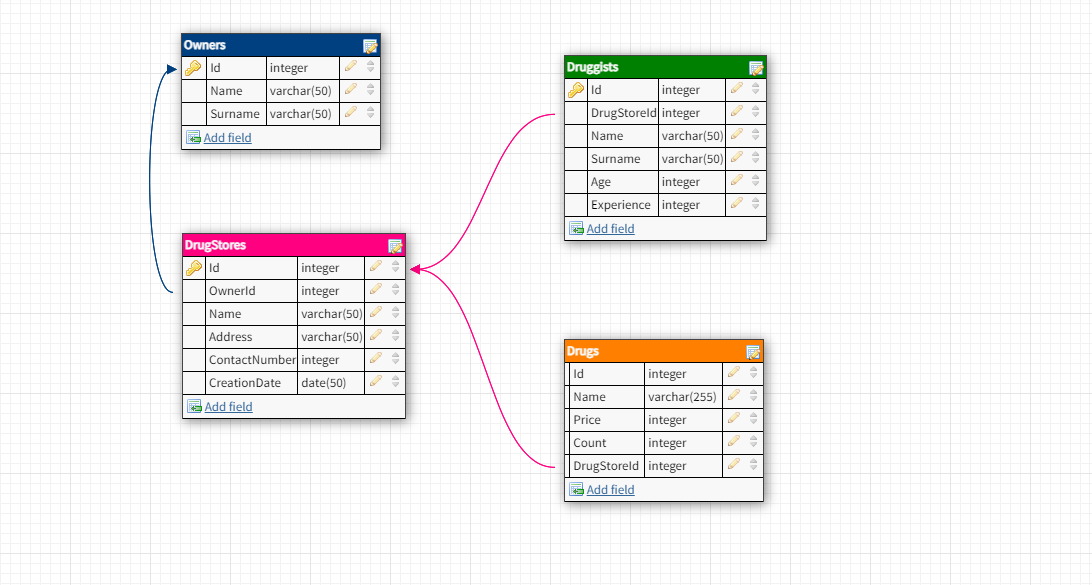 Owners
Id integer
Name varchar(50)
Surname varchar(50)
Add field
Druggists
Id integer
DrugStoreId integer
Name varchar(50)
Surname varchar(50)
Age integer
Experience integer
Add field
DrugStores
Id integer
OwnerId integer
Name varchar(50)
Address varchar(50)
ContactNumber integer
CreationDate date(50)
Add field
Drugs
Id integer
Name varchar(255)
Price integer
Count integer
DrugStoreId integer
Add field